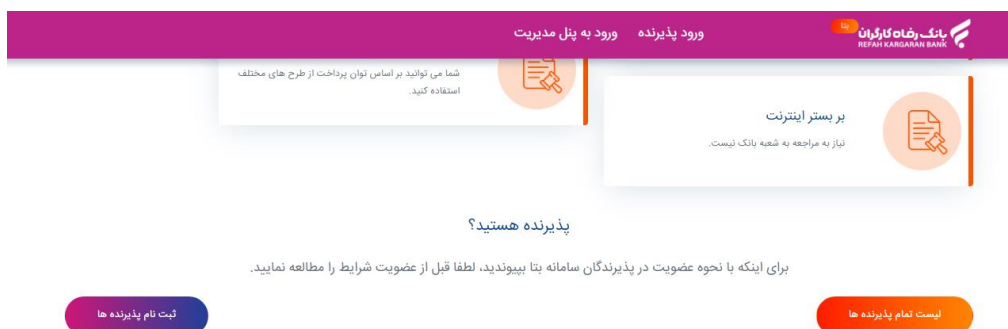 بانک رفاه کارگران
REFAH KARGARAN BANK
بتا
ورود پذیرنده
ورود به پنل مدیریت
شما می توانید بر اساس توان پرداخت از طرح های مختلف
استفاده کنید.
بر بستر اینترنت
نیاز به مراجعه به شعبه بانک نیست.
پذیرنده هستید؟
برای اینکه با نحوه عضویت در پذیرندگان سامانه بتا بپیوندید، لطفا قبل از عضویت شرایط را مطالعه نمایید.
لیست تمام پذیرنده ها
ثبت نام پذیرنده ها